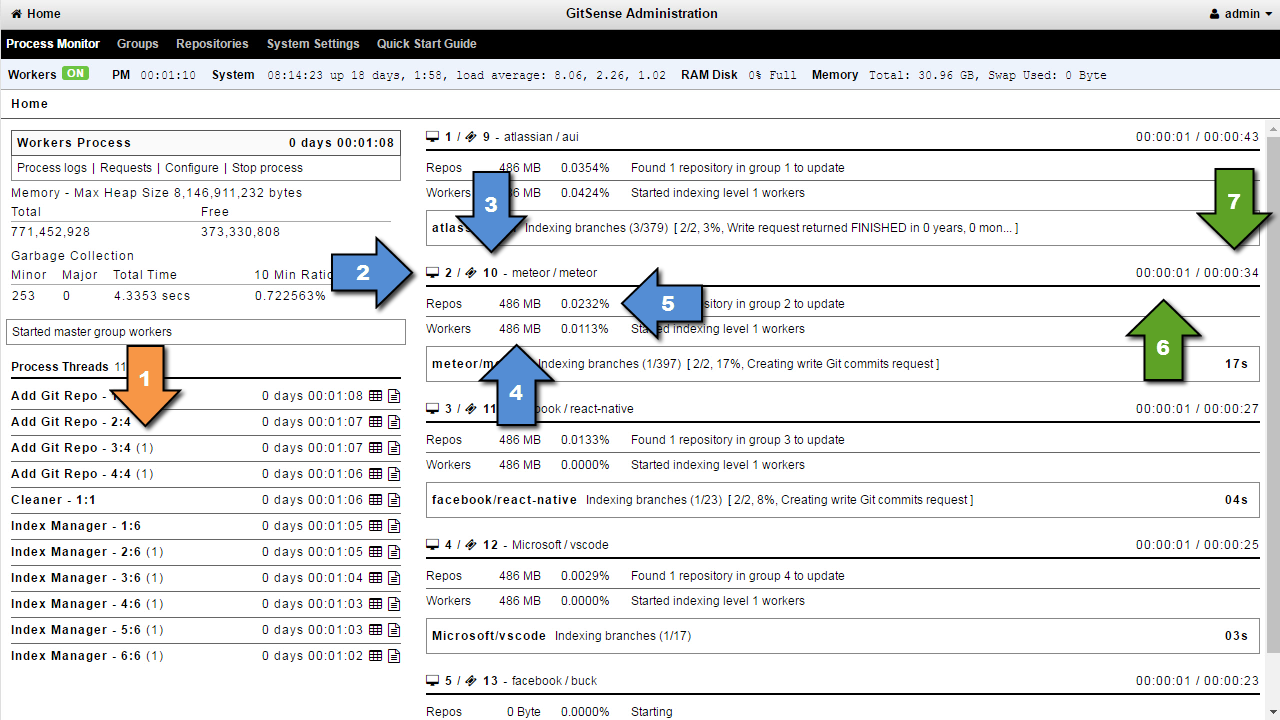 Home GitSense Administration admin
Process Monitor Groups Repositories System Settings Quick Start Guide
Workers ON PM 00:01:10 System 08:14:23 up 18 days, 1:58, load average: 8.06, 2.26, 1.02 RAM Disk 0% Full Memory Total: 30.96 GB, Swap Used: 0 Byte
Home
Workers Process 0 days 00:01:08
Process logs | Requests | Configure | Stop process
Memory - Max Heap Size 8,146,911,232 bytes
Total Free
771,452,928 373,330,808
Garbage Collection
Minor Major Total Time 10 Min Ratio
253 0 4.3353 secs 0.722563%
2
Started master group workers
Process Threads 11
1
Add Git Repo - 0 days 00:01:08
Add Git Repo - 2:4 0 days 00:01:07
Add Git Repo - 3:4 (1) 0 days 00:01:07
Add Git Repo - 4:4 (1) 0 days 00:01:06
Cleaner - 1:1 0 days 00:01:06
Index Manager - 1:6 0 days 00:01:05
Index Manager - 2:6 (1) 0 days 00:01:05
Index Manager - 3:6 (1) 0 days 00:01:04
Index Manager - 4:6 (1) 0 days 00:01:03
Index Manager - 5:6 (1) 0 days 00:01:03
Index Manager - 6:6 (1) 0 days 00:01:02
1 / 9 - atlassian / aui 00:00:01 / 00:00:43
Repos 486 MB 0.0354% Found 1 repository in group 1 to update
Workers MB 0.0424% Started indexing level 1 workers
3
7
Indexing branches (3/379) [ 2/2, 3%, Write request returned FINISHED in 0 years, 0 mon... ]
2 / 10 - meteor / meteor 00:00:01 / 00:00:34
Repos 486 MB 0.0232% in group 2 to update
5
Workers 486 MB 0.0113% indexing level 1 workers
6
Indexing branches (1/397) [ 2/2, 17%, Creating write Git commits request ] 17s
4
3 / 11 / react-native 00:00:01 / 00:00:27
Repos 486 MB 0.0133% Found 1 repository in group 3 to update
Workers 486 MB 0.0000% Started indexing level 1 workers
facebook/react-native Indexing branches (1/23) [ 2/2, 8%, Creating write Git commits request ] 04s
4 / 12 - Microsoft / vscode 00:00:01 / 00:00:25
Repos 486 MB 0.0029% Found 1 repository in group 4 to update
Workers 486 MB 0.0000% Started indexing level 1 workers
Microsoft/vscode Indexing branches (1/17) 03s
5 / 13 - facebook / buck 00:00:01 / 00:00:23
Repos 0 Byte 0.0000% Starting